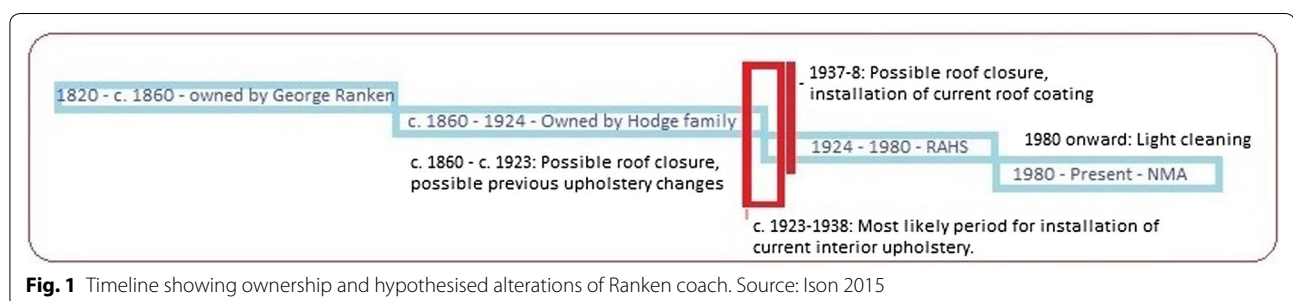 1820 - c. 1860 - owned by George Ranken
c. 1860 - 1924 - Owned by Hodge family
c. 1860 - c. 1923: Possible roof closure,
possible previous upholstery changes
- 1937-8: Possible roof closure,
installation of current roof coating
1924 - 1980 - RAHS
1980 onward: Light cleaning
1980 - Present - NMA
c. 1923-1938: Most likely period for installation of
current interior upholstery.
Fig. 1 Timeline showing ownership and hypothesised alterations of Ranken coach. Source: Ison 2015